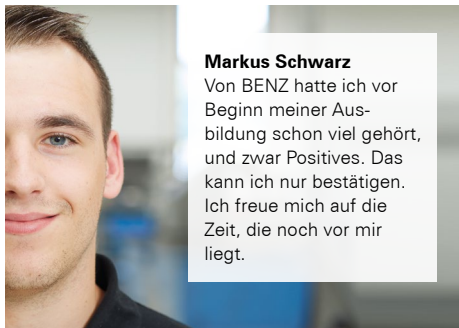 Markus Schwarz
Von BENZ hatte ich vor
Beginn meiner Aus-
bildung schon viel gehört,
und zwar Positives. Das
kann ich nur bestätigen.
Ich freue mich auf die
Zeit, die noch vor mir
liegt.